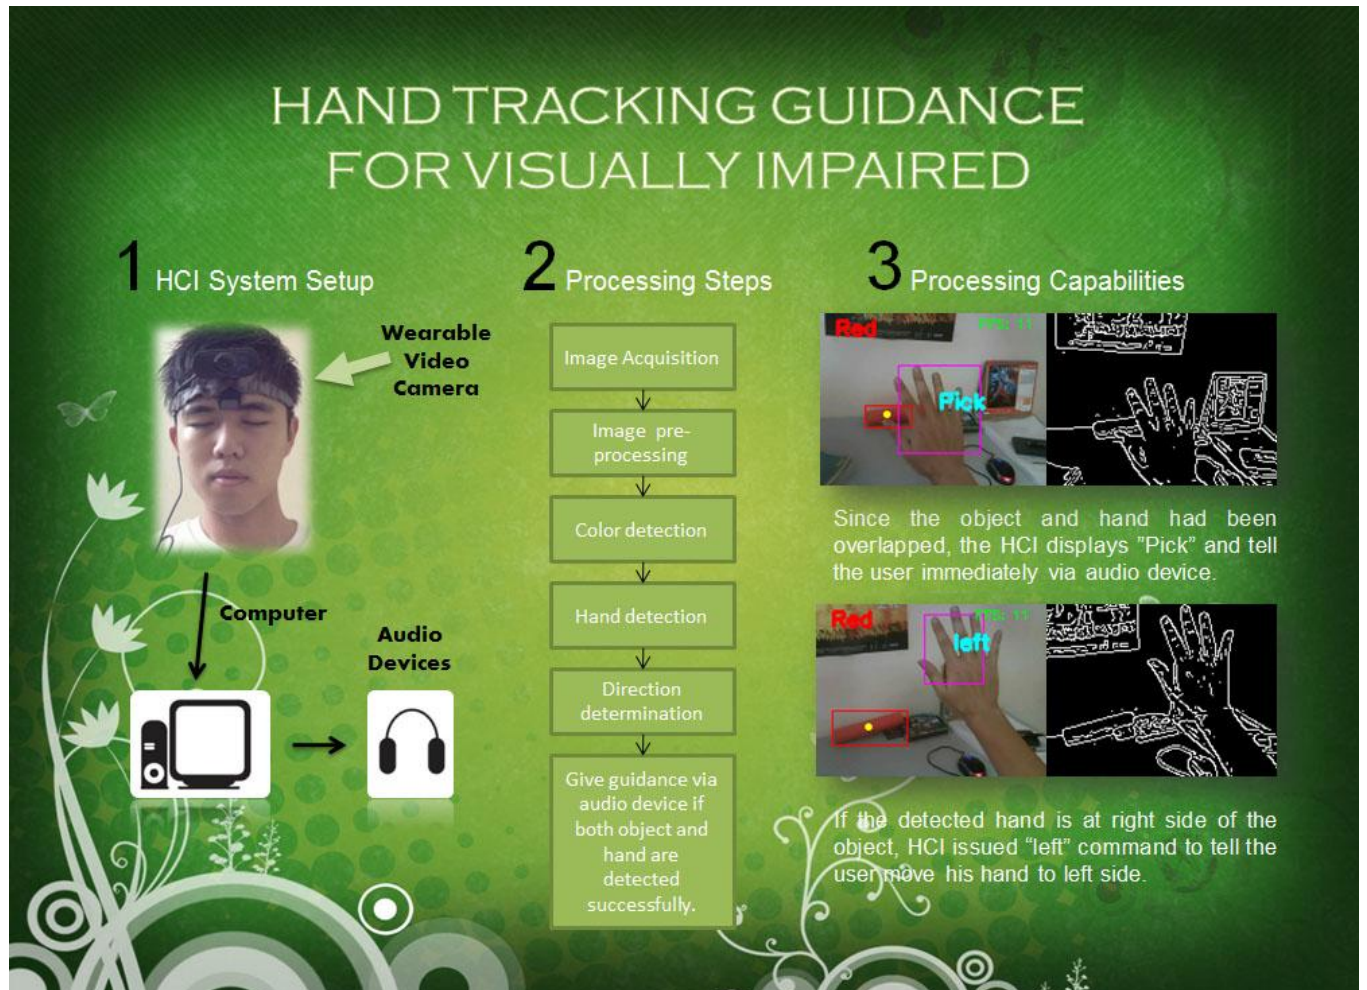 HAND TRACKING GUIDANCE
FOR VISUALLY IMPAIRED
1 HCI System Setup
Wearable
Video
Camera
Computer
Audio
Devices
2 Processing Steps
Image Acquisition
Image pre-
processing
Color detection
Hand detection
Direction
determination
Give guidance via
audio device if
both object and
hand are
detected
successfully.
3 Processing Capabilities
Red
FPS: 11
Pick
Since the object and hand had been
overlapped, the HCI displays ”Pick” and tell
the user immediately via audio device.
Red
FPS: 11
left
If the detected hand is at right side of the
object, HCI issued “left” command to tell the
user move his hand to left side.